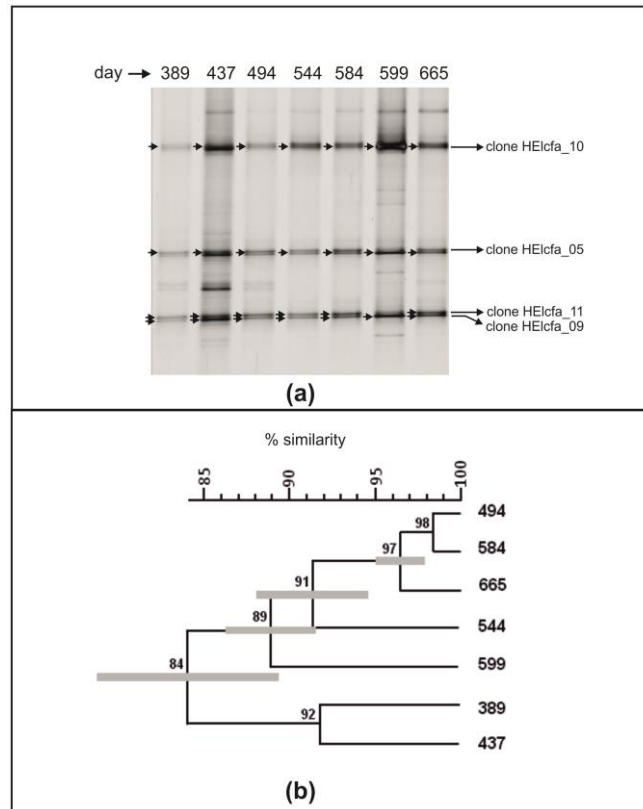 day 389 437 494 544 584 599 665
clone HElcfa_10
clone HElcfa_05
clone HElcfa_11
clone HElcfa_09
(a)
% similarity
85 90 95 100
98
494
97
584
91
665
89
544
84
599
92
389
437
(b)